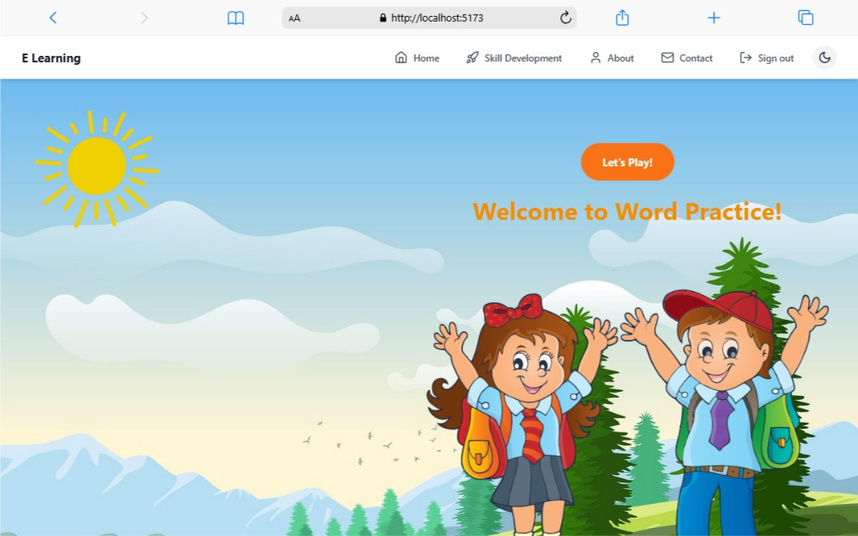 AA http://localhost:5173
E Learning Home Skill Development About Contact Sign out
Let's Play!
Welcome to Word Practice!